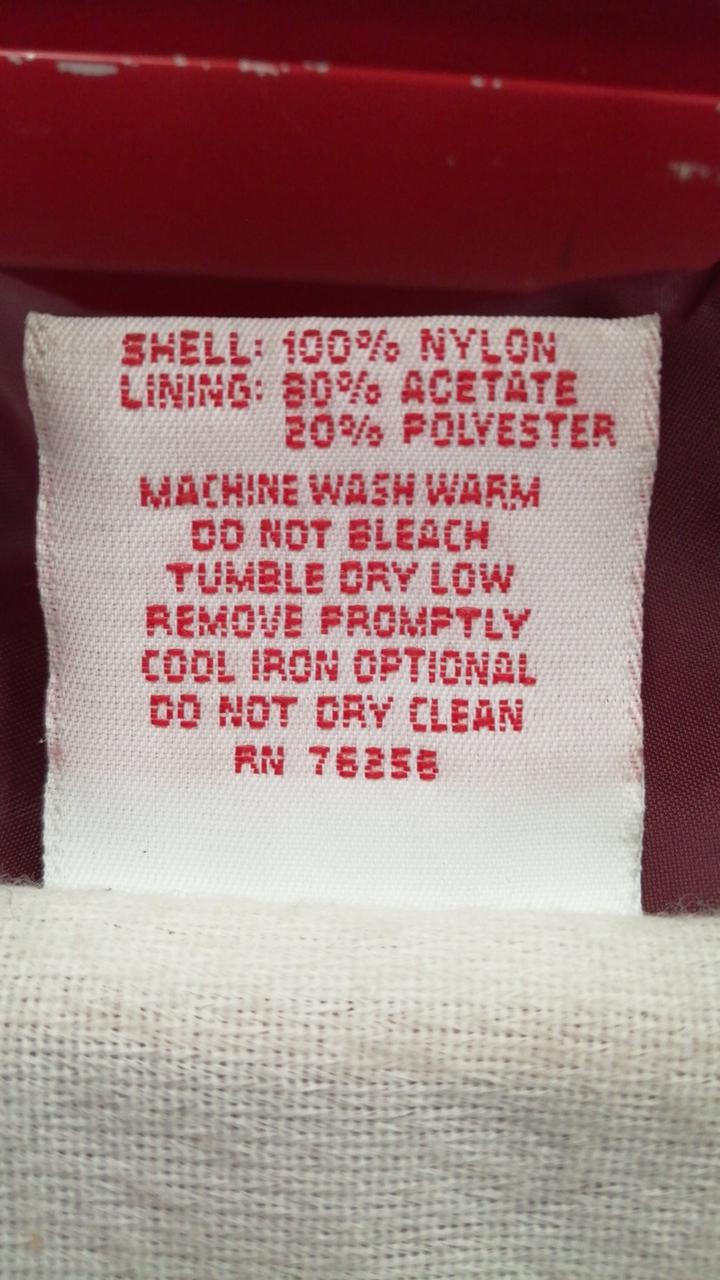 SHELL: 100% NYLON
LINING: 80% ACETATE
20% POLYESTER
MACHINE WASH WARM
DO NOT BLEACH
TUMBLE DRY LOW
REMOVE PROMPTLY
COOL IRON OPTIONAL
DO NOT DRY CLEAN
RN 76256